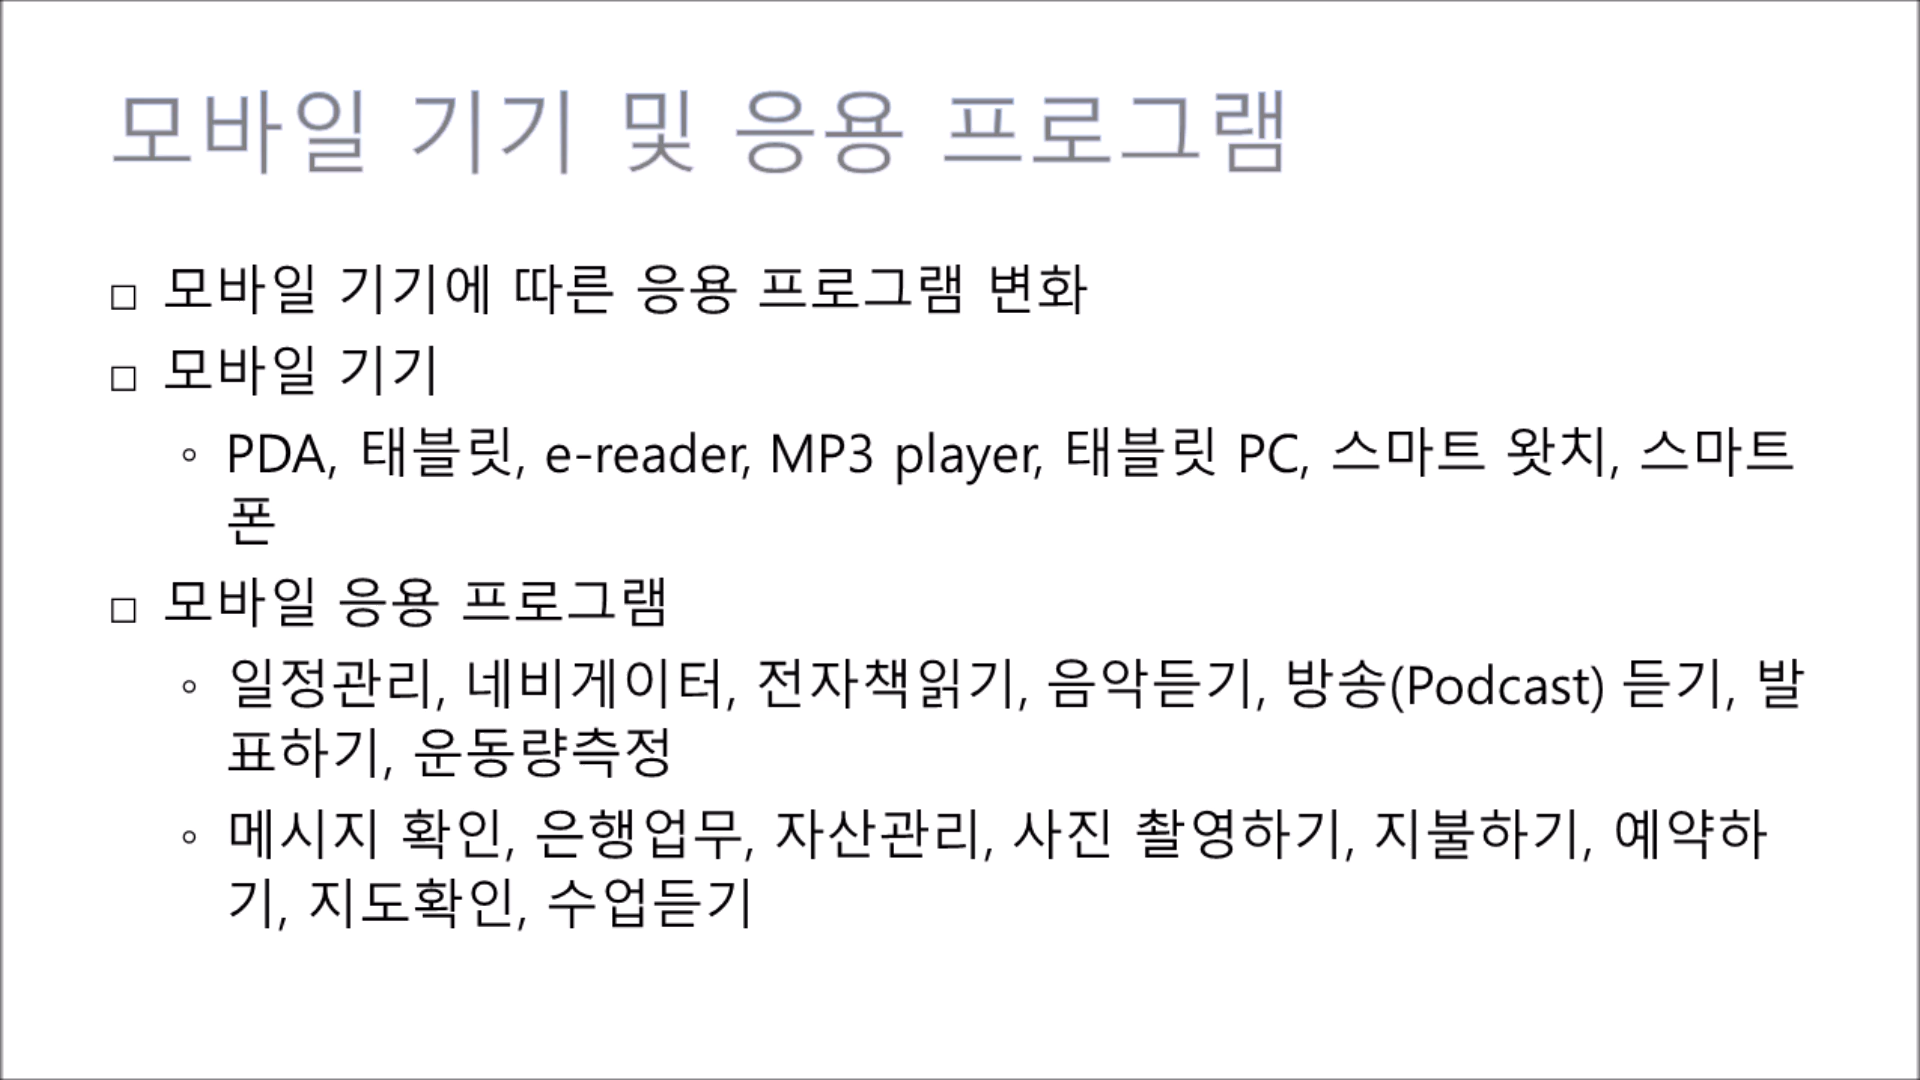 모바일 기기 및 응용 프로그램
□ 모바일 기기에 따른 응용 프로그램 변화
□ 모바일 기기
◦ PDA, 태블릿, e-reader, MP3 player, 태블릿 PC, 스마트 왓치, 스마트
폰
□ 모바일 응용 프로그램
◦ 일정관리, 네비게이터, 전자책읽기, 음악듣기, 방송(Podcast) 듣기, 발
표하기, 운동량측정
◦ 메시지 확인, 은행업무, 자산관리, 사진 촬영하기, 지불하기, 예약하
기, 지도확인, 수업듣기